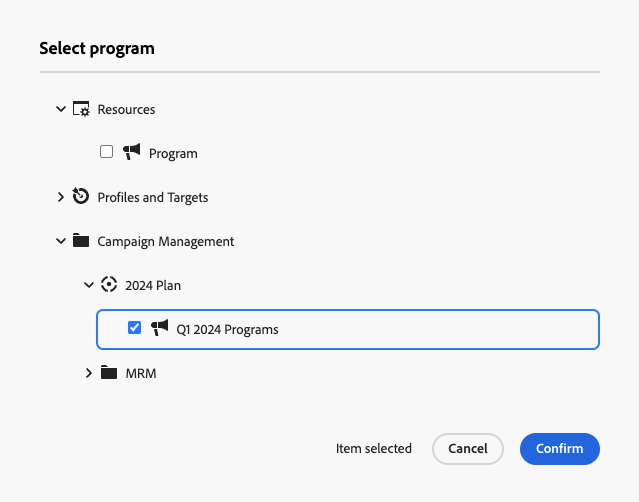 Select program
Resources
Program
Profiles and Targets
Campaign Management
2024 Plan
Q1 2024 Programs
MRM
Item selected Cancel Confirm